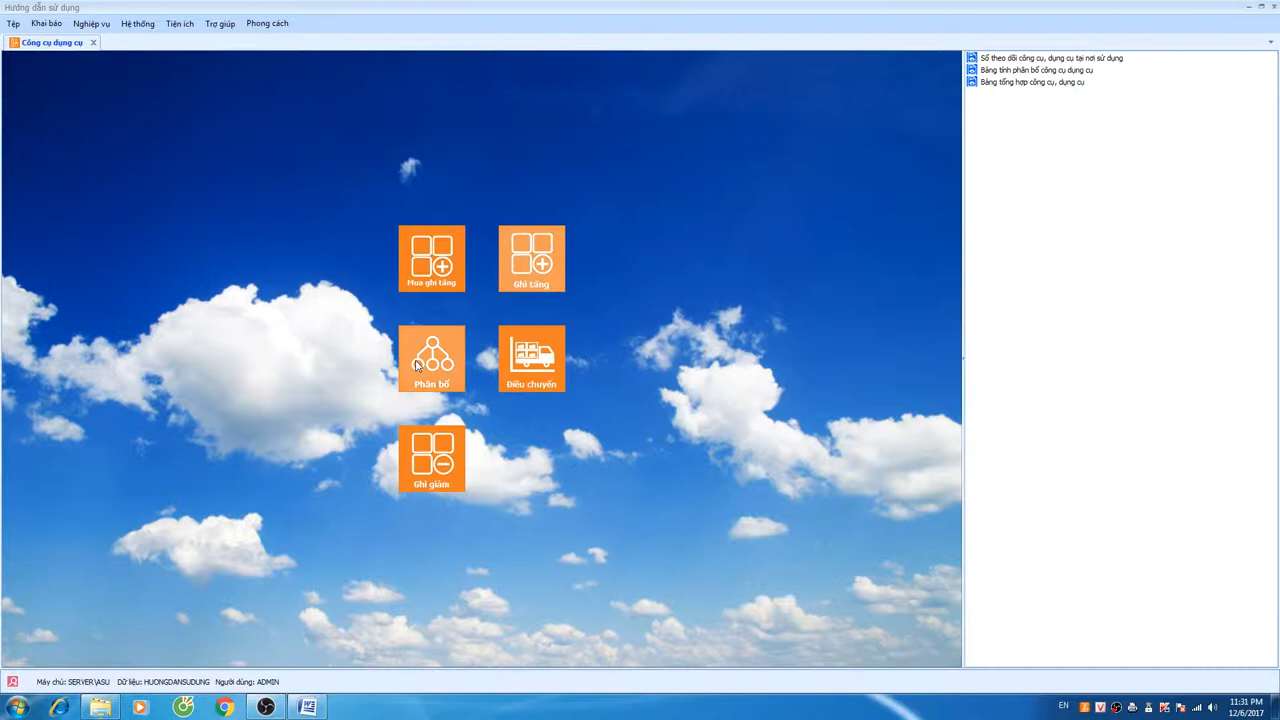 Hướng dẫn sử dụng
Tệp Khai báo Nghiệp vụ Hệ thống Tiện ích Trợ giúp Phong cách
Công cụ dụng cụ
Sổ theo dõi công cụ, dụng cụ tại nơi sử dụng
Bảng tính phân bổ công cụ dụng cụ
Bảng tổng hợp công cụ, dụng cụ
Mua ghi tăng
Ghi tăng
Phân bổ
Điều chuyển
Ghi giảm
Máy chủ: SERVER\ASU Dữ liệu: HUONGDANSUDUNG Người dùng: ADMIN
EN
11:31 PM
12/6/2017